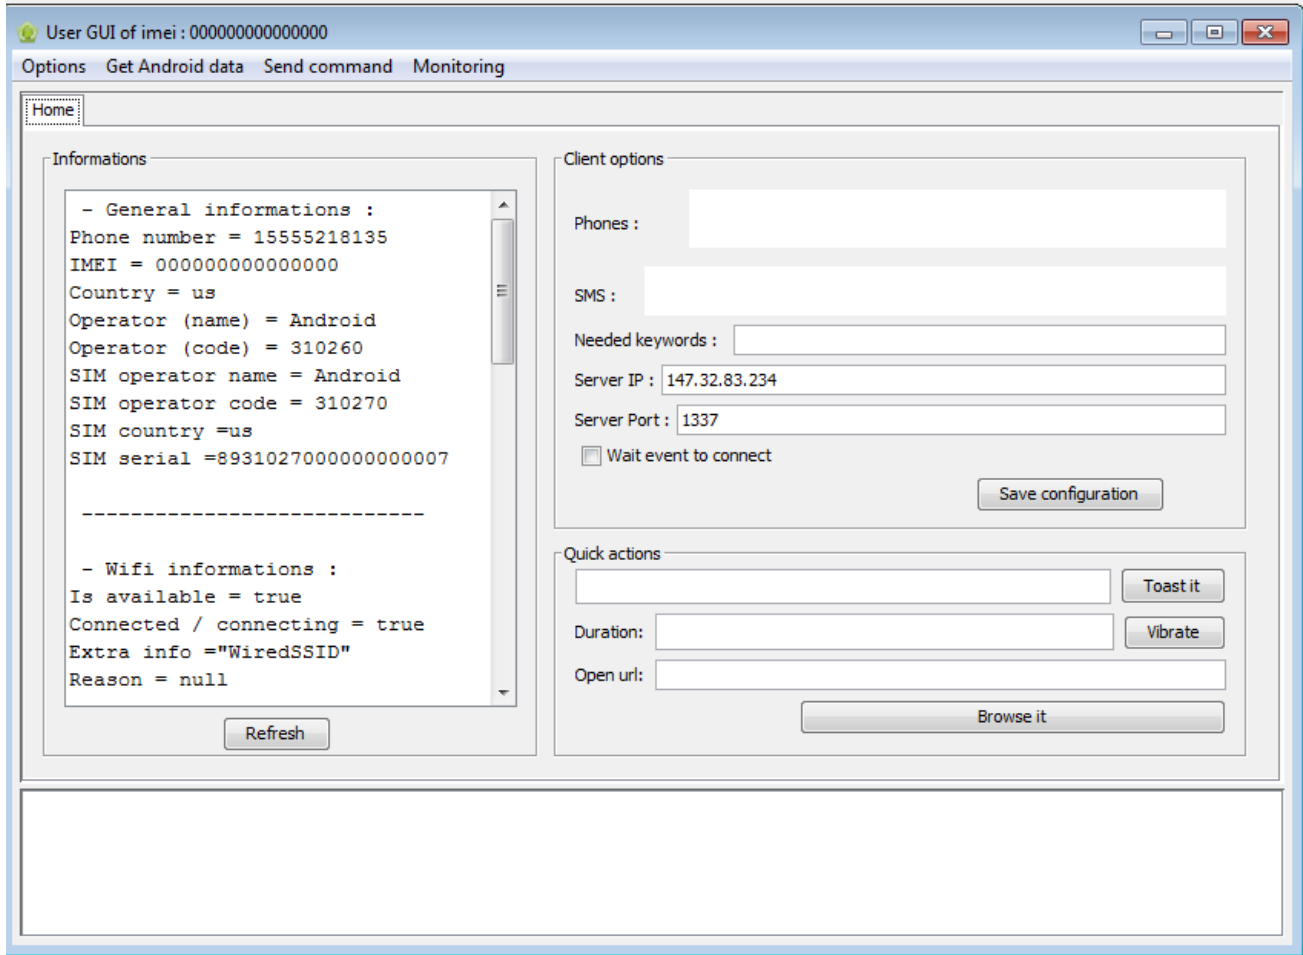 User GUI of imei : 000000000000000
Options Get Android data Send command Monitoring
Home
Informations
- General informations :
Phone number = 15555218135
IMEI = 000000000000000
Country = us
Operator (name) = Android
Operator (code) = 310260
SIM operator name = Android
SIM operator code = 310270
SIM country =us
SIM serial =8931027000000000007
----------------------------
- Wifi informations :
Is available = true
Connected / connecting = true
Extra info ="WiredSSID"
Reason = null
Refresh
Client options
Phones :
SMS :
Needed keywords :
Server IP : 147.32.83.234
Server Port : 1337
Wait event to connect
Save configuration
Quick actions
Toast it
Duration: Vibrate
Open url:
Browse it